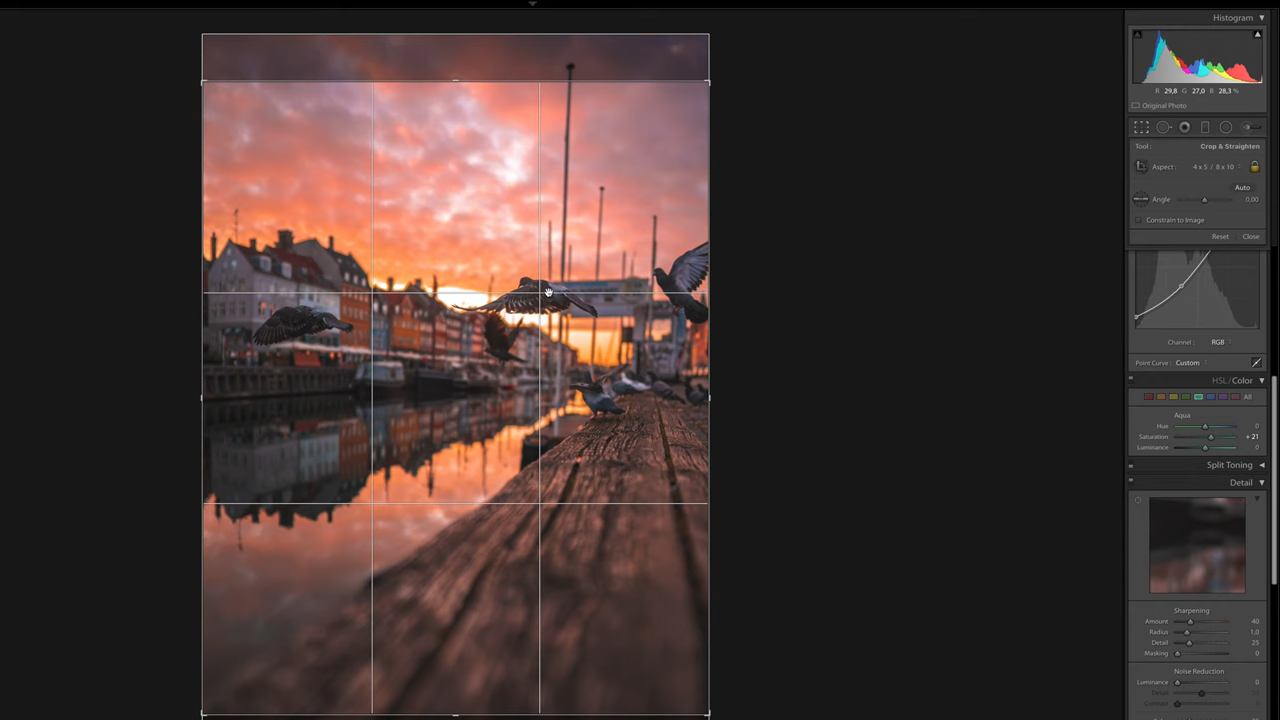 Histogram
R 29,8 G 27,0 B 28,3 %
Original Photo
Tool : Crop & Straighten
Aspect : 4 x 5 / 8 x 10
Auto
Angle 0,00
Constrain to Image
Reset Close
Channel : RGB
Point Curve : Custom
HSL / Color
All
Aqua
Hue 0
Saturation + 21
Luminance 0
Split Toning
Detail
Sharpening
Amount 40
Radius 1,0
Detail 25
Masking 0
Noise Reduction
Luminance 0
Detail
Contrast